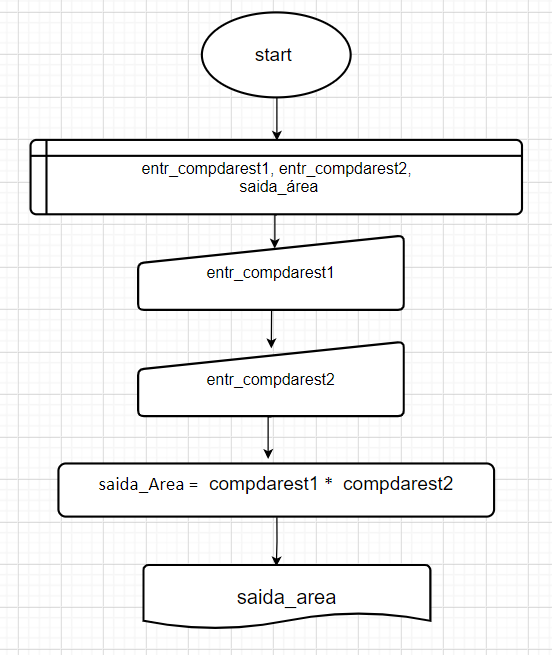 start
entr_compdarest1, entr_compdarest2,
saida_área
entr_compdarest1
entr_compdarest2
saida_Area = compdarest1 * compdarest2
saida_area